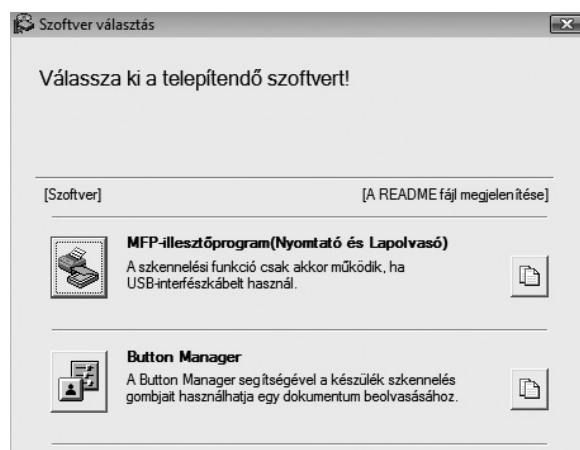 Szoftver választás
Válassza ki a telepítendő szoftvert!
[Szoftver] [A README fájl megjelenítése]
MFP-illesztőprogram(Nyomtató és Lapolvasó)
A szkennelési funkció csak akkor működik, ha
USB-interfészkábelt használ.
Button Manager
A Button Manager segítségével a készülék szkennelés
gombjait használhatja egy dokumentum beolvasásához.